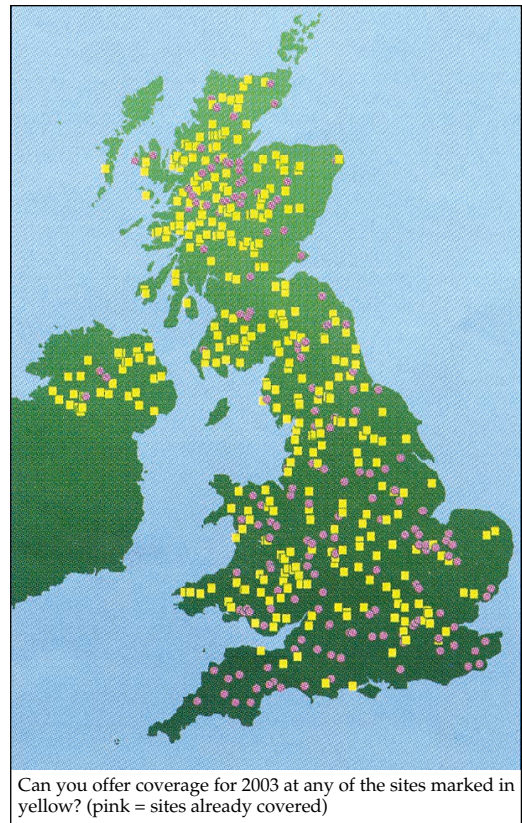 Can you offer coverage for 2003 at any of the sites marked in
yellow? (pink = sites already covered)